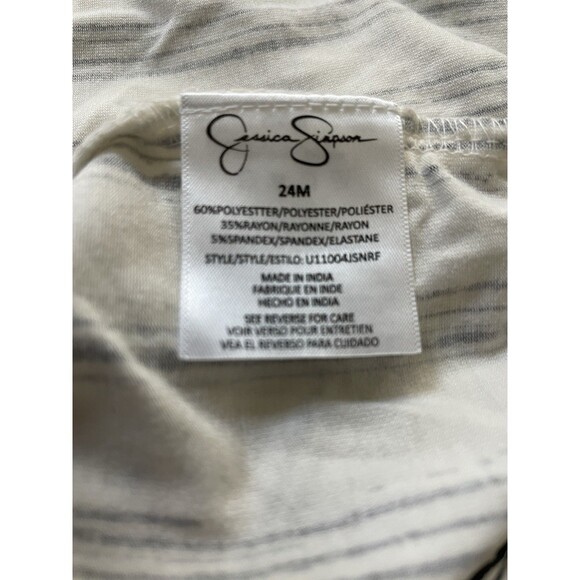 Jessica Simpson
24M
60%POLYESTTER/POLYESTER/POLIÉSTER
35%RAYON/RAYONNE/RAYON
5%SPANDEX/SPANDEX/ELASTANE
STYLE/STYLE/ESTILO: U11004JSNRF
MADE IN INDIA
FABRIQUE EN INDE
HECHO EN INDIA
SEE REVERSE FOR CARE
VOIR VERSO POUR ENTRETIEN
VEA EL REVERSO PARA CUIDADO